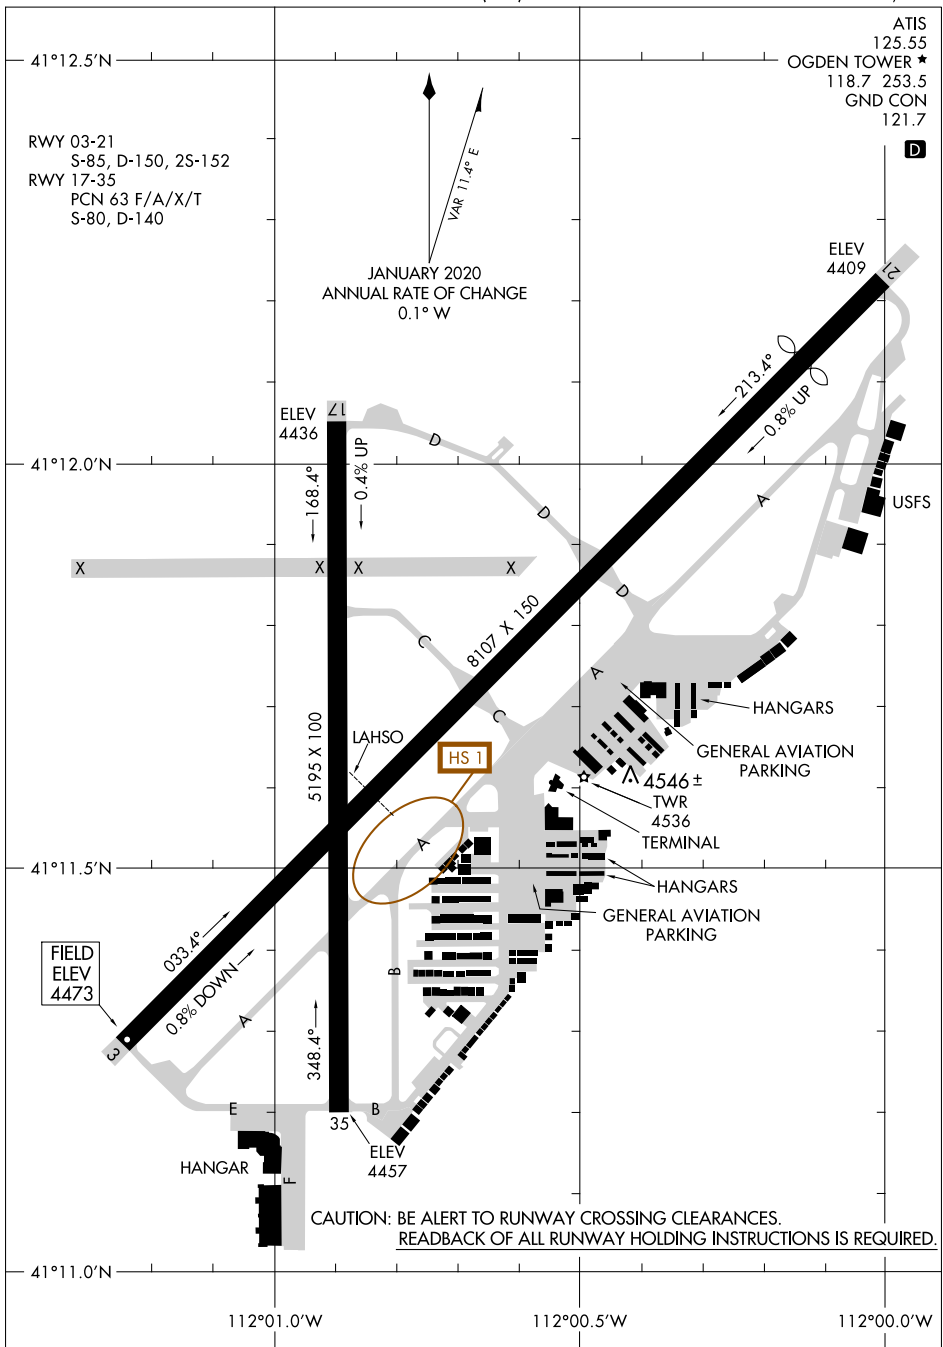 ATIS
125.55
OGDEN TOWER ★
118.7 253.5
GND CON
121.7
D
41°12.5'N
RWY 03-21
S-85, D-150, 2S-152
RWY 17-35
PCN 63 F/A/X/T
S-80, D-140
VAR 11.4° E
JANUARY 2020
ANNUAL RATE OF CHANGE
0.1° W
ELEV
4409
21
213.4°
0.8% UP
ELEV
4436
17
168.4°
0.4% UP
D
41°12.0'N
A
USFS
D
X
X
X
X
D
8107 X 150
C
A
C
HANGARS
GENERAL AVIATION
PARKING
5195 X 100
LAHSO
HS 1
4546 ±
TWR
4536
TERMINAL
A
41°11.5'N
HANGARS
GENERAL AVIATION
PARKING
033.4°
0.8% DOWN
FIELD
ELEV
4473
B
A
348.4°
3
E
B
35
ELEV
4457
HANGAR
F
CAUTION: BE ALERT TO RUNWAY CROSSING CLEARANCES.
READBACK OF ALL RUNWAY HOLDING INSTRUCTIONS IS REQUIRED.
41°11.0'N
112°01.0'W
112°00.5'W
112°00.0'W